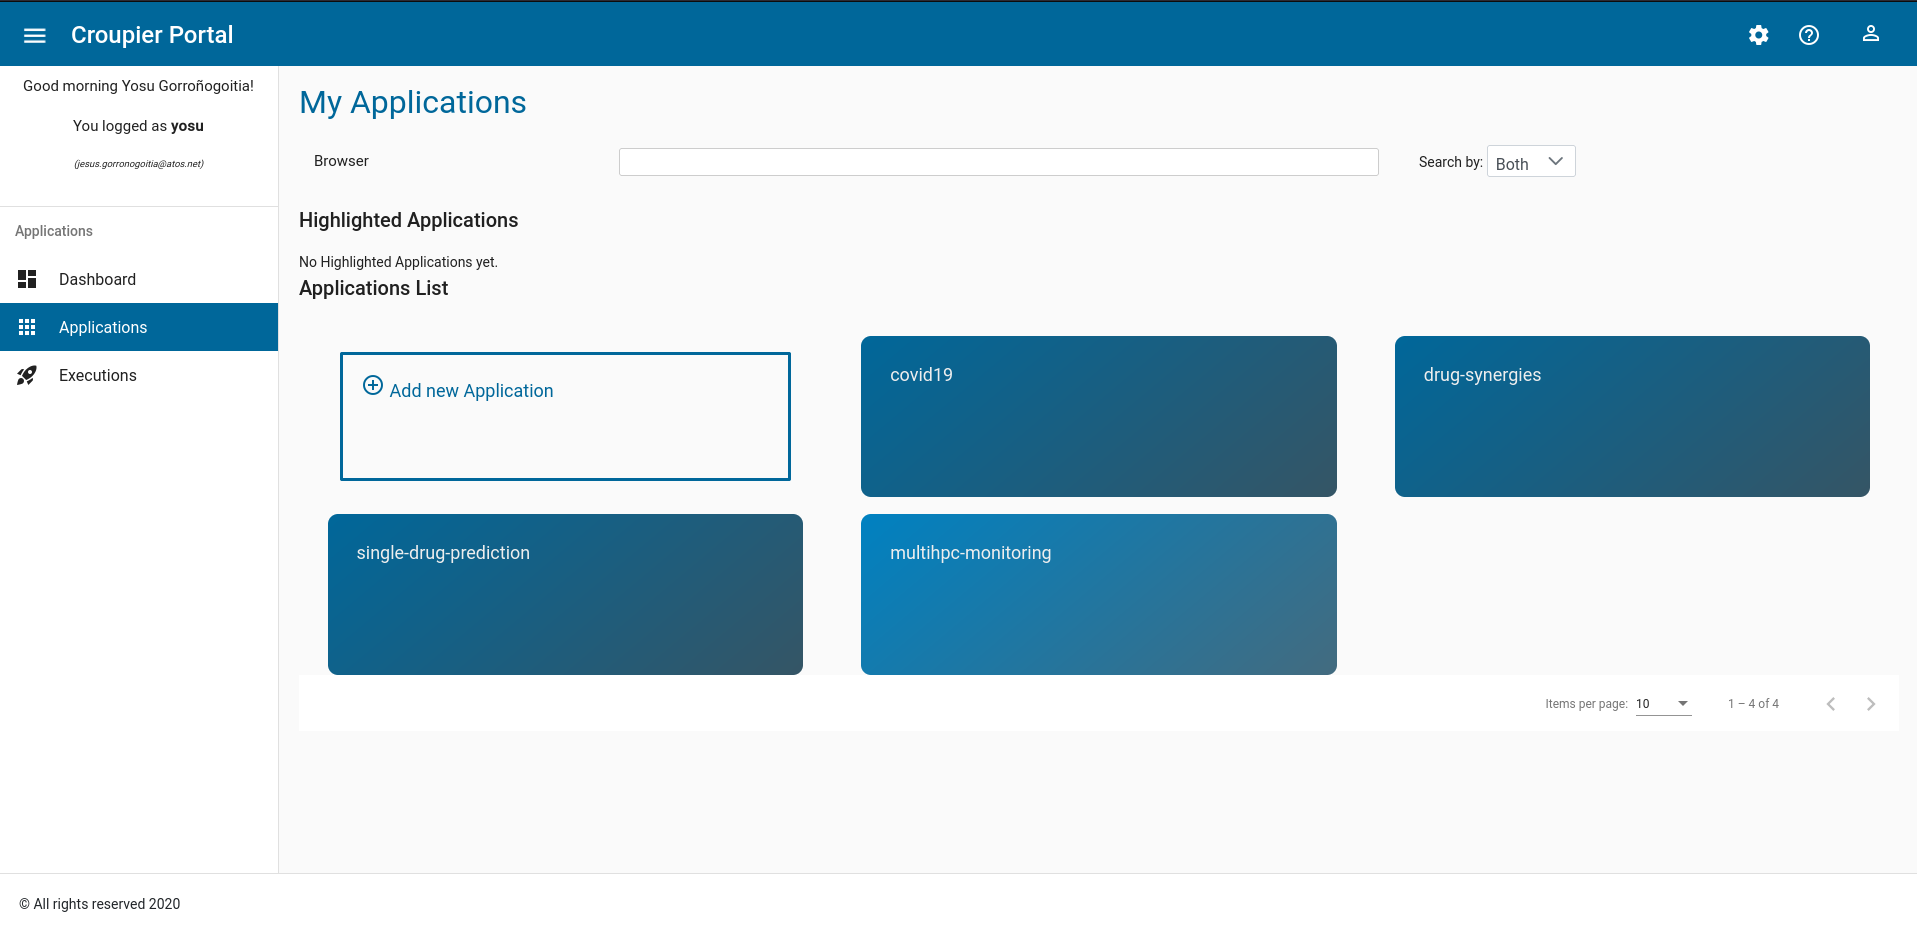 Croupier Portal
Good morning Yosu Gorroñogoitia!
You logged as yosu
(jesus.gorronogoitia@atos.net)
Applications
Dashboard
Applications
Executions
My Applications
Browser
Search by: Both
Highlighted Applications
No Highlighted Applications yet.
Applications List
Add new Application
covid19
drug-synergies
single-drug-prediction
multihpc-monitoring
Items per page: 10
1 – 4 of 4
© All rights reserved 2020